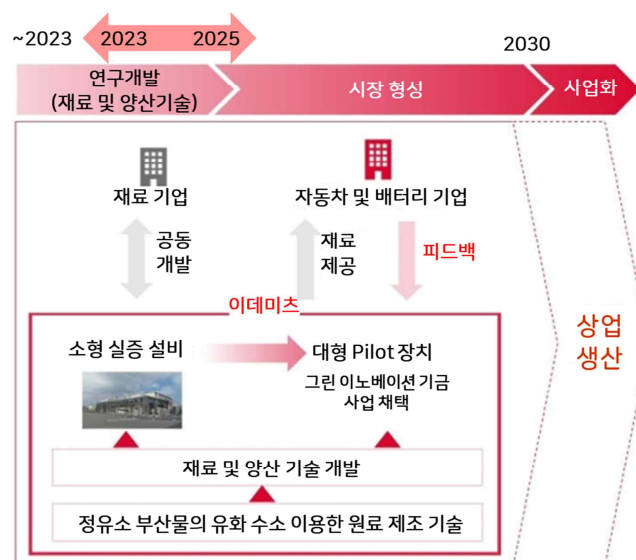 ~2023
2023
2025
2030
연구개발
(재료 및 양산기술)
시장 형성
사업화
재료 기업
자동차 및 배터리 기업
공동
개발
재료
제공
피드백
이데미츠
소형 실증 설비
대형 Pilot 장치
그린 이노베이션 기금
사업 채택
상업
생산
재료 및 양산 기술 개발
정유소 부산물의 유화 수소 이용한 원료 제조 기술